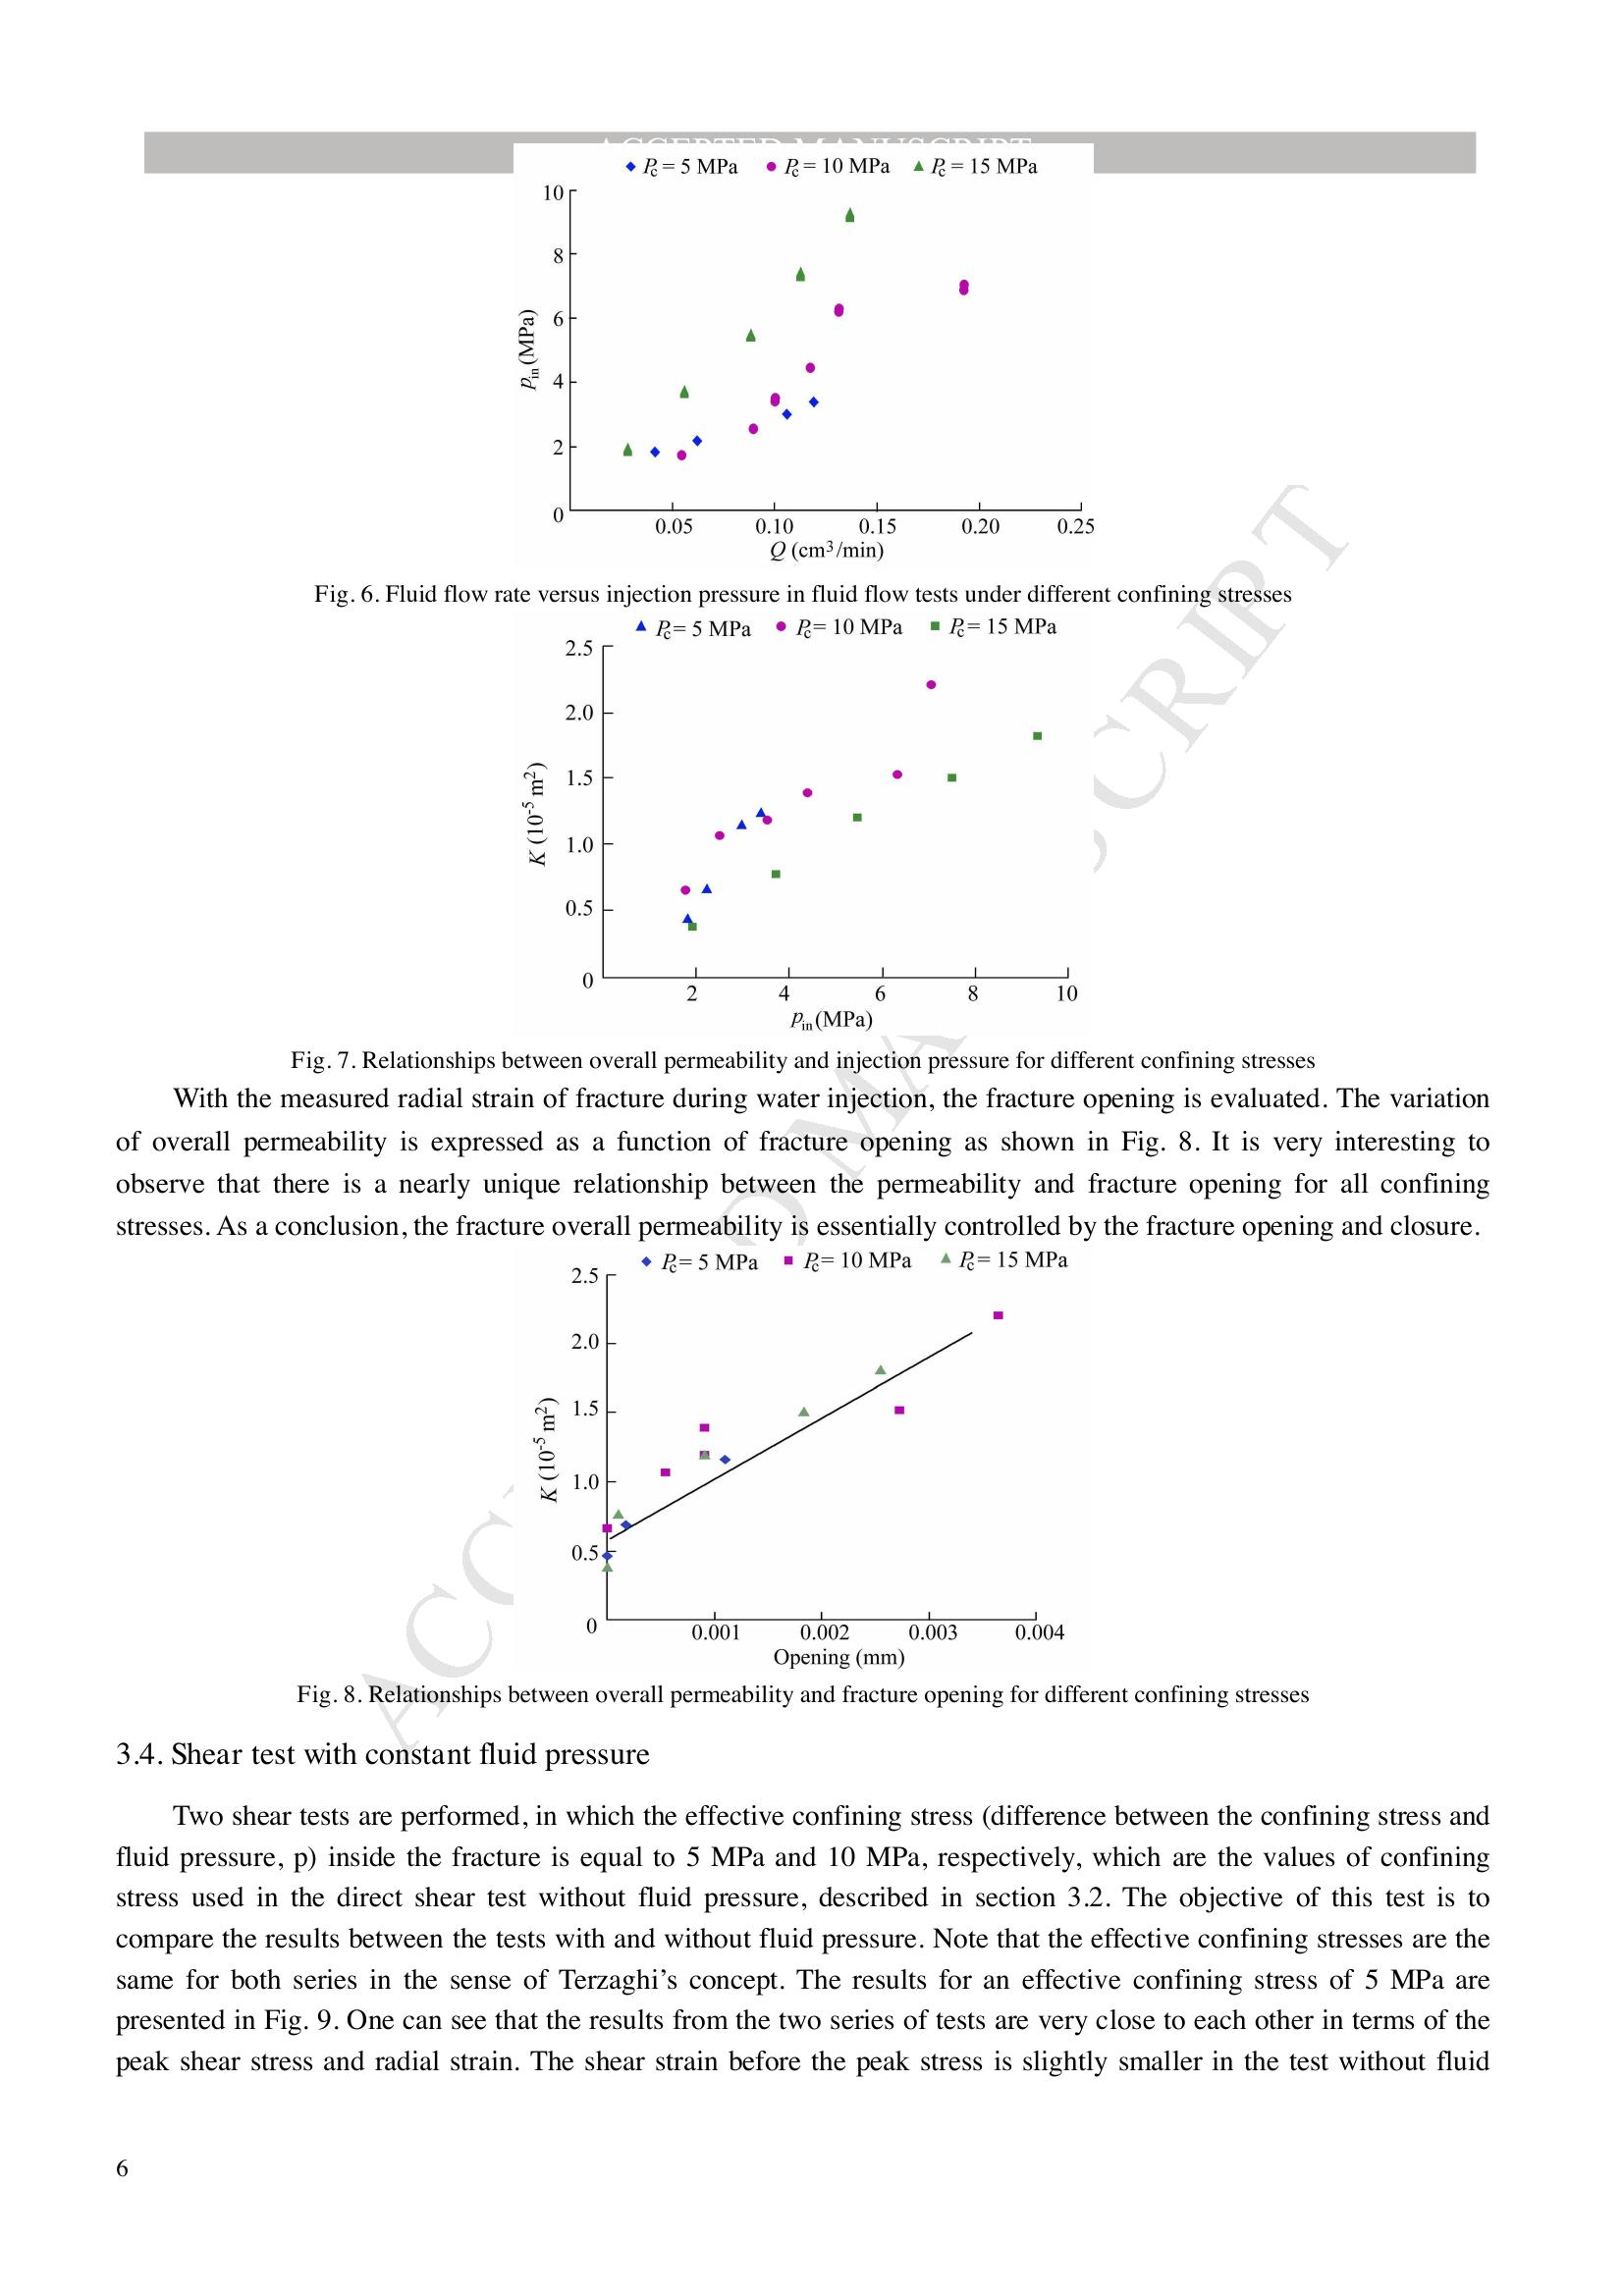 ACCEPTED MANUSCRIPT
Pc = 5 MPa Pc = 10 MPa Pc = 15 MPa
10
8
6
4
2
0
pin (MPa)
0.05 0.10 0.15 0.20 0.25
Q (cm³/min)
Fig. 6. Fluid flow rate versus injection pressure in fluid flow tests under different confining stresses
Pc= 5 MPa Pc= 10 MPa Pc= 15 MPa
2.5
2.0
1.5
1.0
0.5
0
K (10⁻⁵ m²)
2 4 6 8 10
pin (MPa)
Fig. 7. Relationships between overall permeability and injection pressure for different confining stresses
With the measured radial strain of fracture during water injection, the fracture opening is evaluated. The variation
of overall permeability is expressed as a function of fracture opening as shown in Fig. 8. It is very interesting to
observe that there is a nearly unique relationship between the permeability and fracture opening for all confining
stresses. As a conclusion, the fracture overall permeability is essentially controlled by the fracture opening and closure.
Pc= 5 MPa Pc= 10 MPa Pc= 15 MPa
2.5
2.0
1.5
1.0
0.5
0
K (10⁻⁵ m²)
0.001 0.002 0.003 0.004
Opening (mm)
Fig. 8. Relationships between overall permeability and fracture opening for different confining stresses
3.4. Shear test with constant fluid pressure
Two shear tests are performed, in which the effective confining stress (difference between the confining stress and
fluid pressure, p) inside the fracture is equal to 5 MPa and 10 MPa, respectively, which are the values of confining
stress used in the direct shear test without fluid pressure, described in section 3.2. The objective of this test is to
compare the results between the tests with and without fluid pressure. Note that the effective confining stresses are the
same for both series in the sense of Terzaghi's concept. The results for an effective confining stress of 5 MPa are
presented in Fig. 9. One can see that the results from the two series of tests are very close to each other in terms of the
peak shear stress and radial strain. The shear strain before the peak stress is slightly smaller in the test without fluid
6